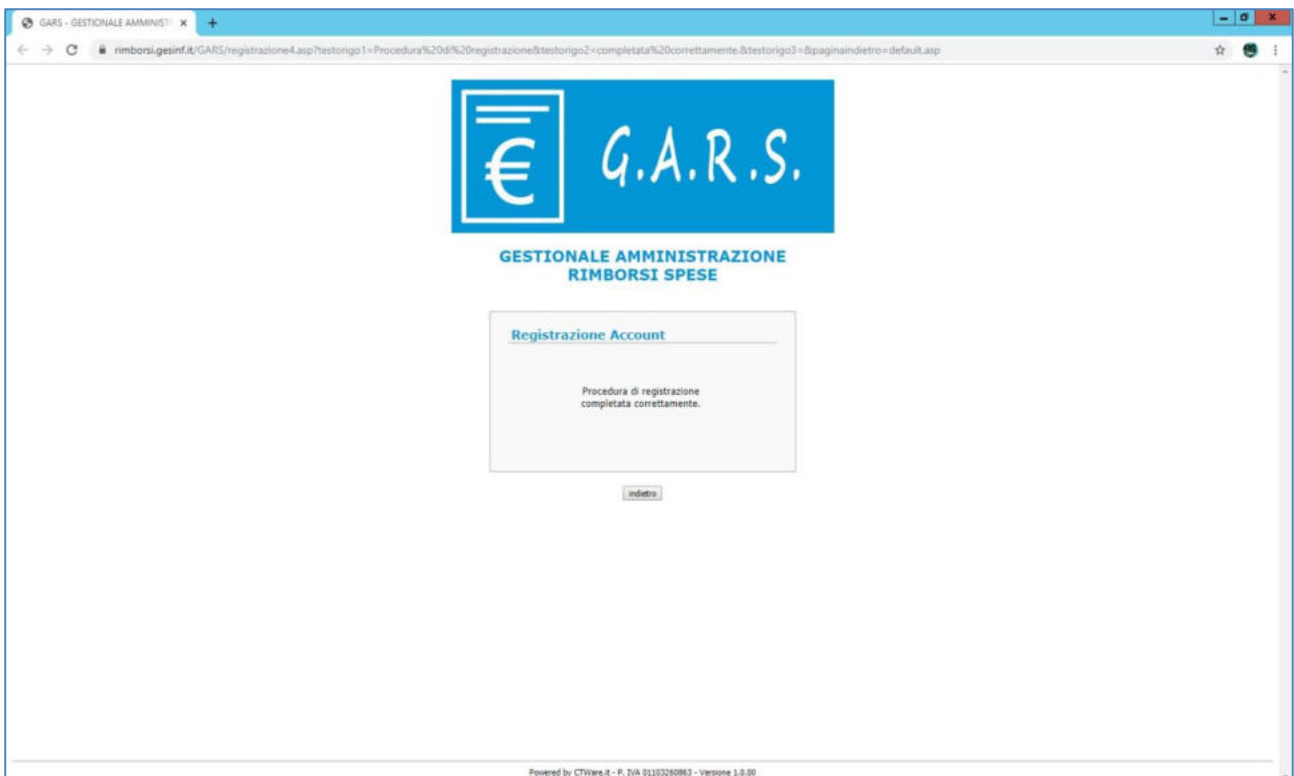 GARS - GESTIONALE AMMINIST
rimborsi.gesinf.it/GARS/registrazione4.asp?testorigo1=Procedura%20di%20registrazione&testorigo2=completata%20correttamente.&testorigo3=&paginaindietro=default.asp
€ G.A.R.S.
GESTIONALE AMMINISTRAZIONE
RIMBORSI SPESE
Registrazione Account
Procedura di registrazione
completata correttamente.
indietro
Powered by CTWare.it - P. IVA 01103260863 - Versione 1.0.00